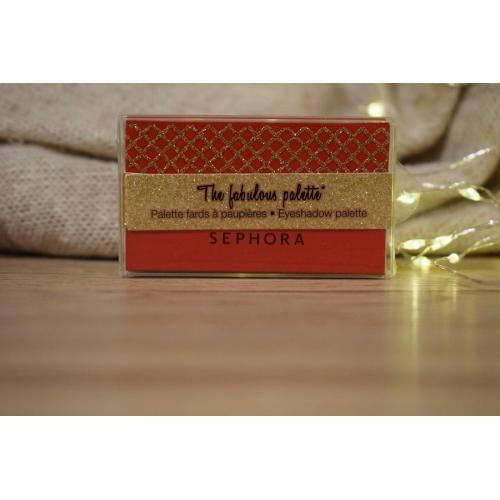 The fabulous palette*
Palette fards à paupières • Eyeshadow palette
SEPHORA